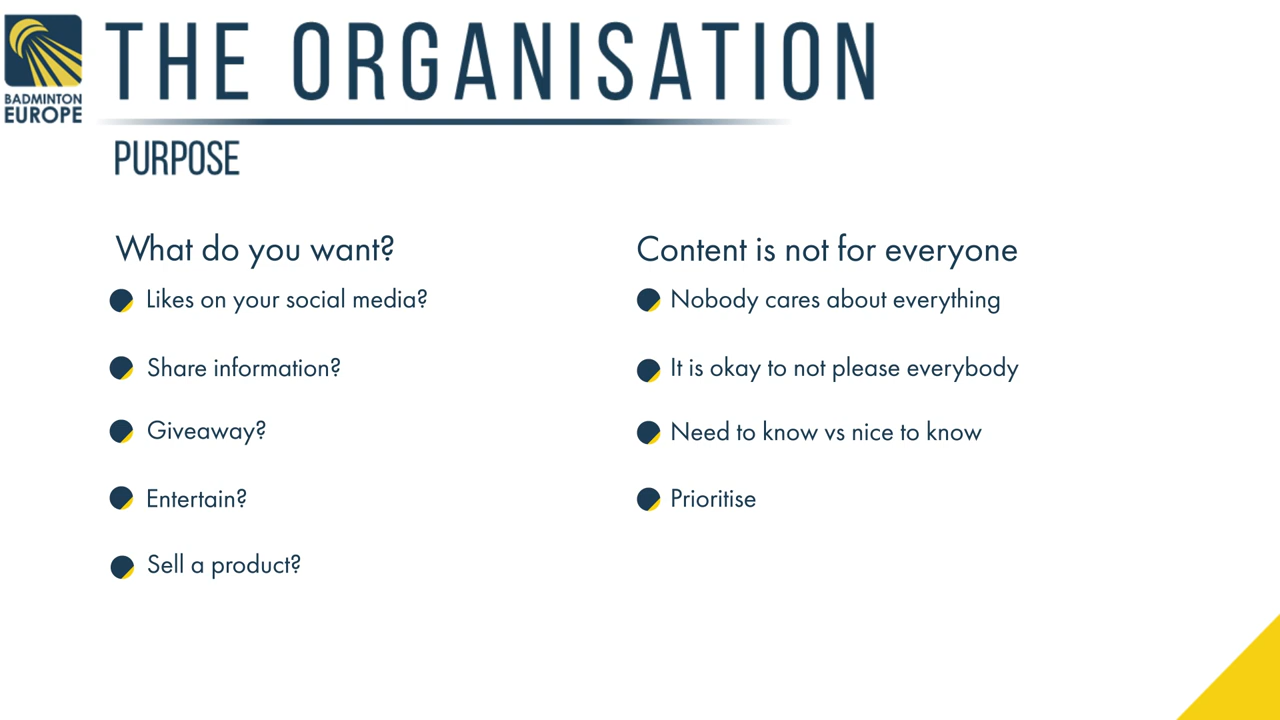 THE ORGANISATION
BADMINTON
EUROPE
PURPOSE
What do you want?
Likes on your social media?
Share information?
Giveaway?
Entertain?
Sell a product?
Content is not for everyone
Nobody cares about everything
It is okay to not please everybody
Need to know vs nice to know
Prioritise